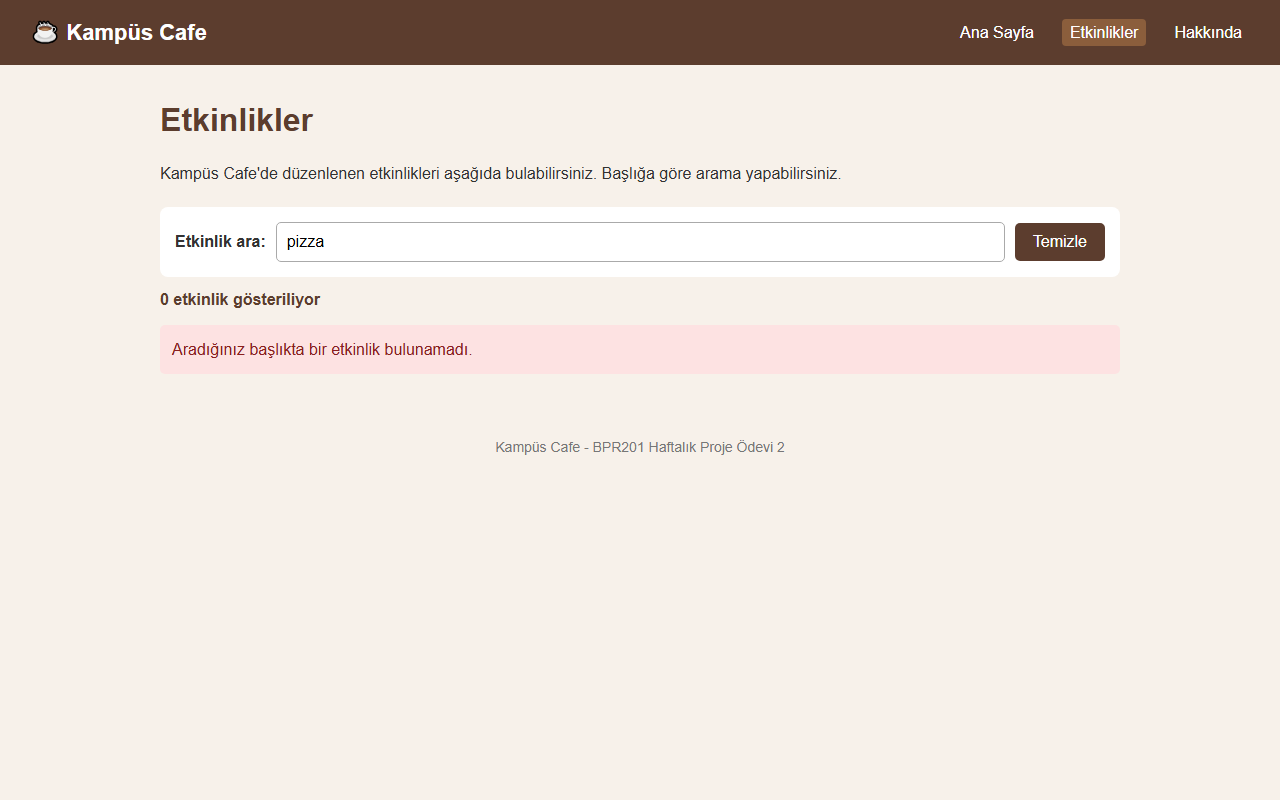 Kampüs Cafe
Ana Sayfa
Etkinlikler
Hakkında
Etkinlikler
Kampüs Cafe'de düzenlenen etkinlikleri aşağıda bulabilirsiniz. Başlığa göre arama yapabilirsiniz.
Etkinlik ara:
pizza
Temizle
0 etkinlik gösteriliyor
Aradığınız başlıkta bir etkinlik bulunamadı.
Kampüs Cafe - BPR201 Haftalık Proje Ödevi 2